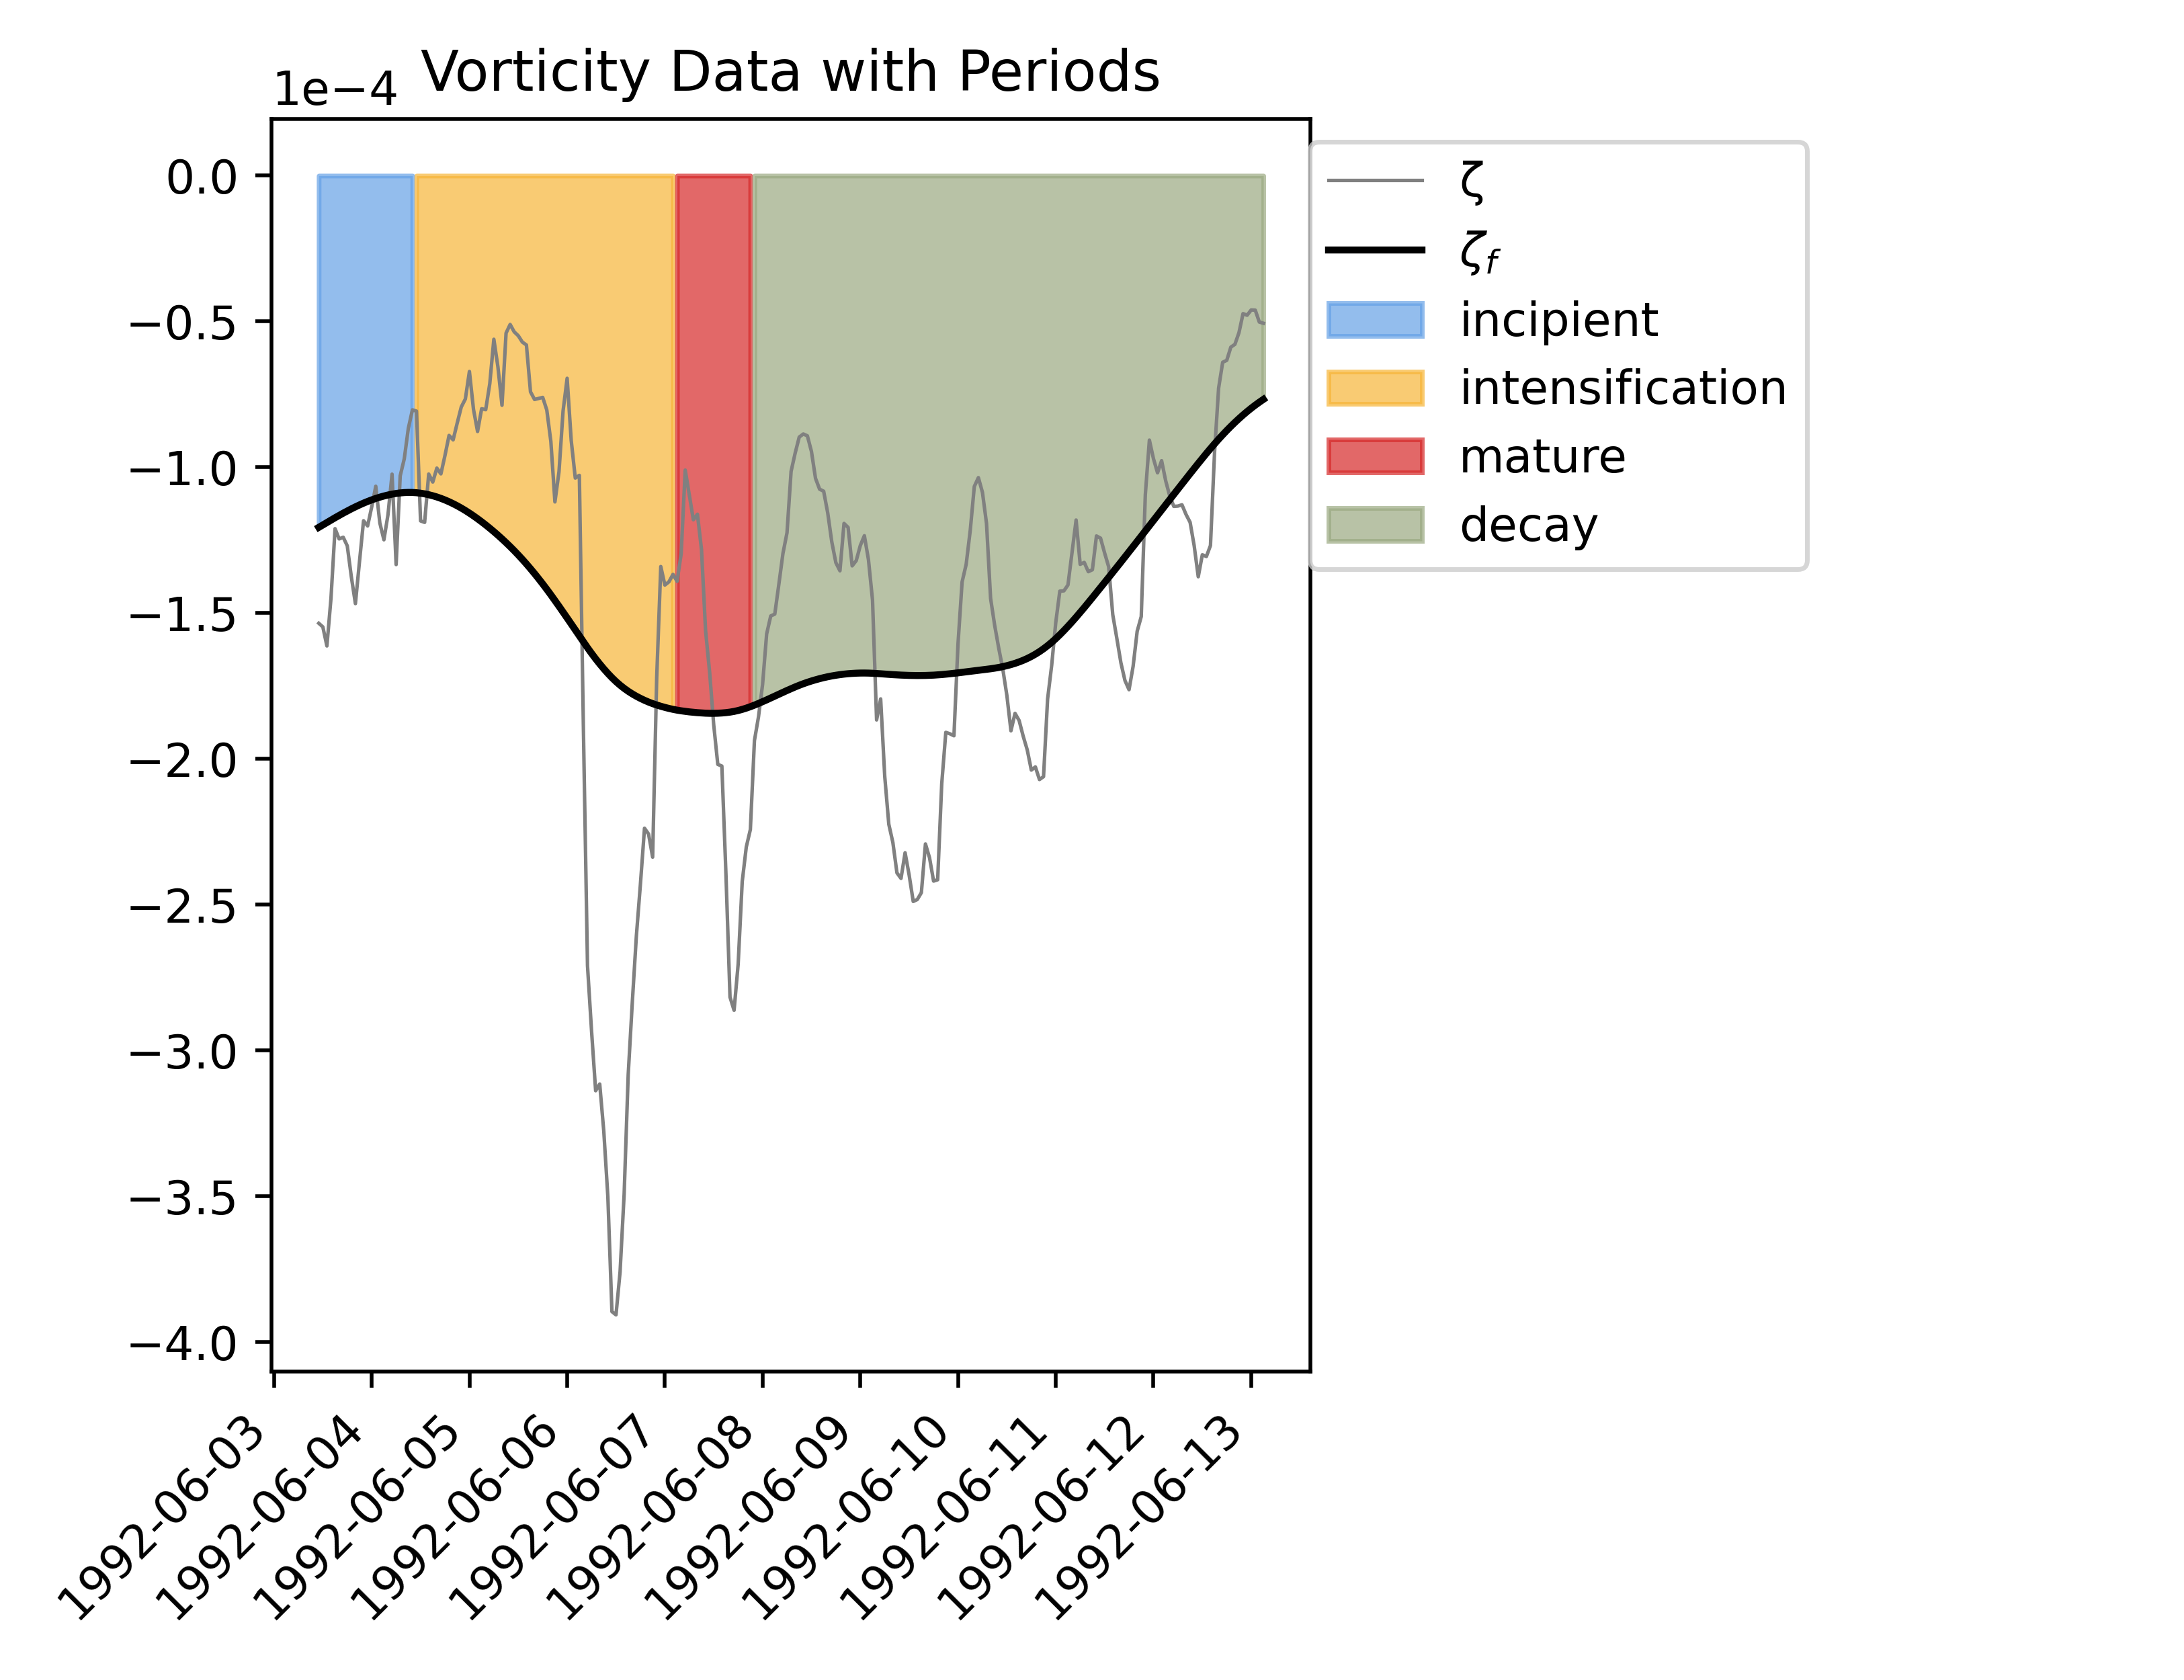 Vorticity Data with Periods
1e−4
0.0
−0.5
−1.0
−1.5
−2.0
−2.5
−3.0
−3.5
−4.0
1992-06-03
1992-06-04
1992-06-05
1992-06-06
1992-06-07
1992-06-08
1992-06-09
1992-06-10
1992-06-11
1992-06-12
1992-06-13
ζ
ζf
incipient
intensification
mature
decay